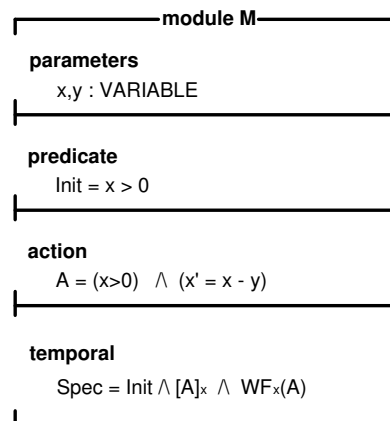 module M
parameters
x,y : VARIABLE
predicate
Init = x > 0
action
A = (x>0) /\ (x' = x - y)
temporal
Spec = Init /\ [A]x /\ WFx(A)